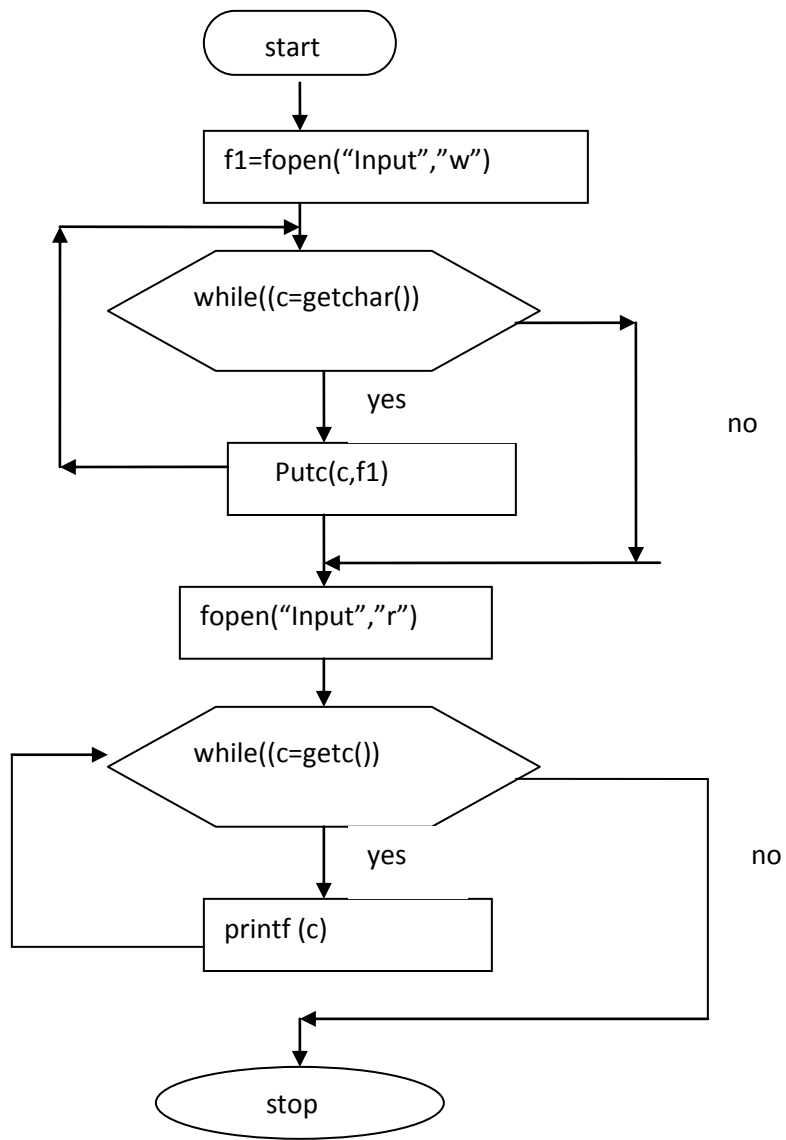 start
f1=fopen(“Input”,”w”)
while((c=getchar())
yes
no
Putc(c,f1)
fopen(“Input”,”r”)
while((c=getc())
yes
no
printf (c)
stop